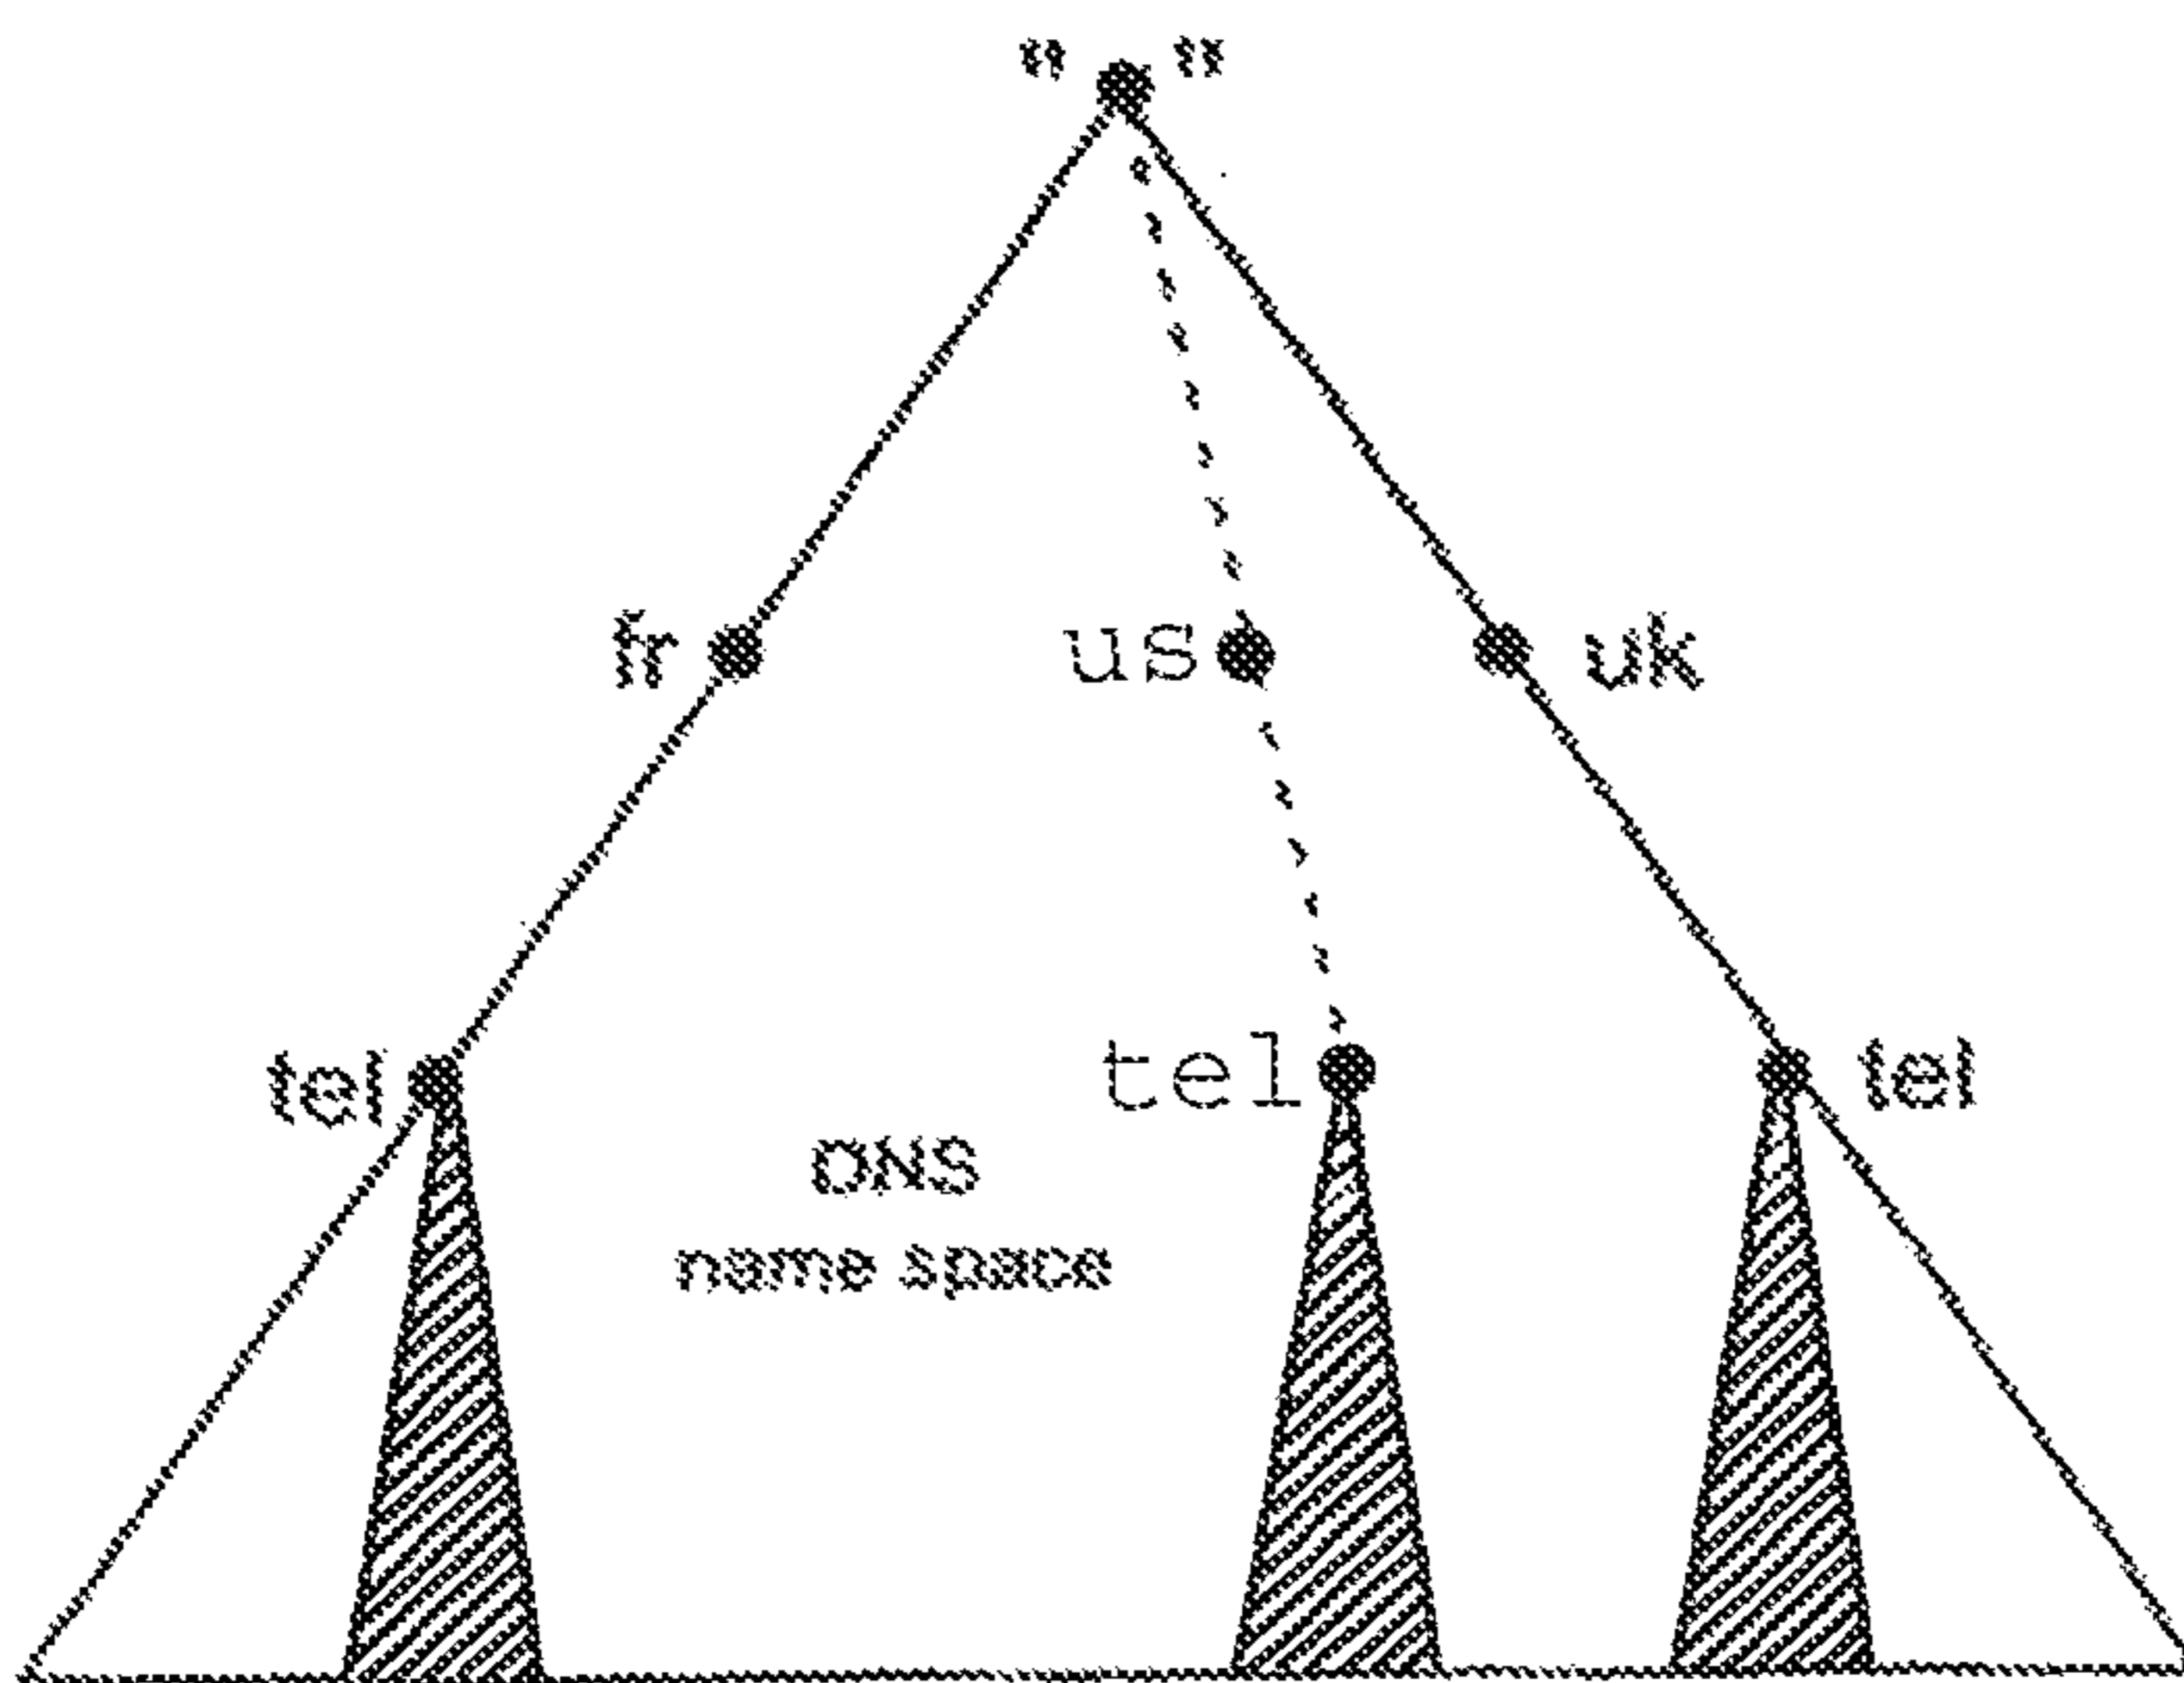 “ ”
fr
us
uk
tel
tel
tel
DNS
name space